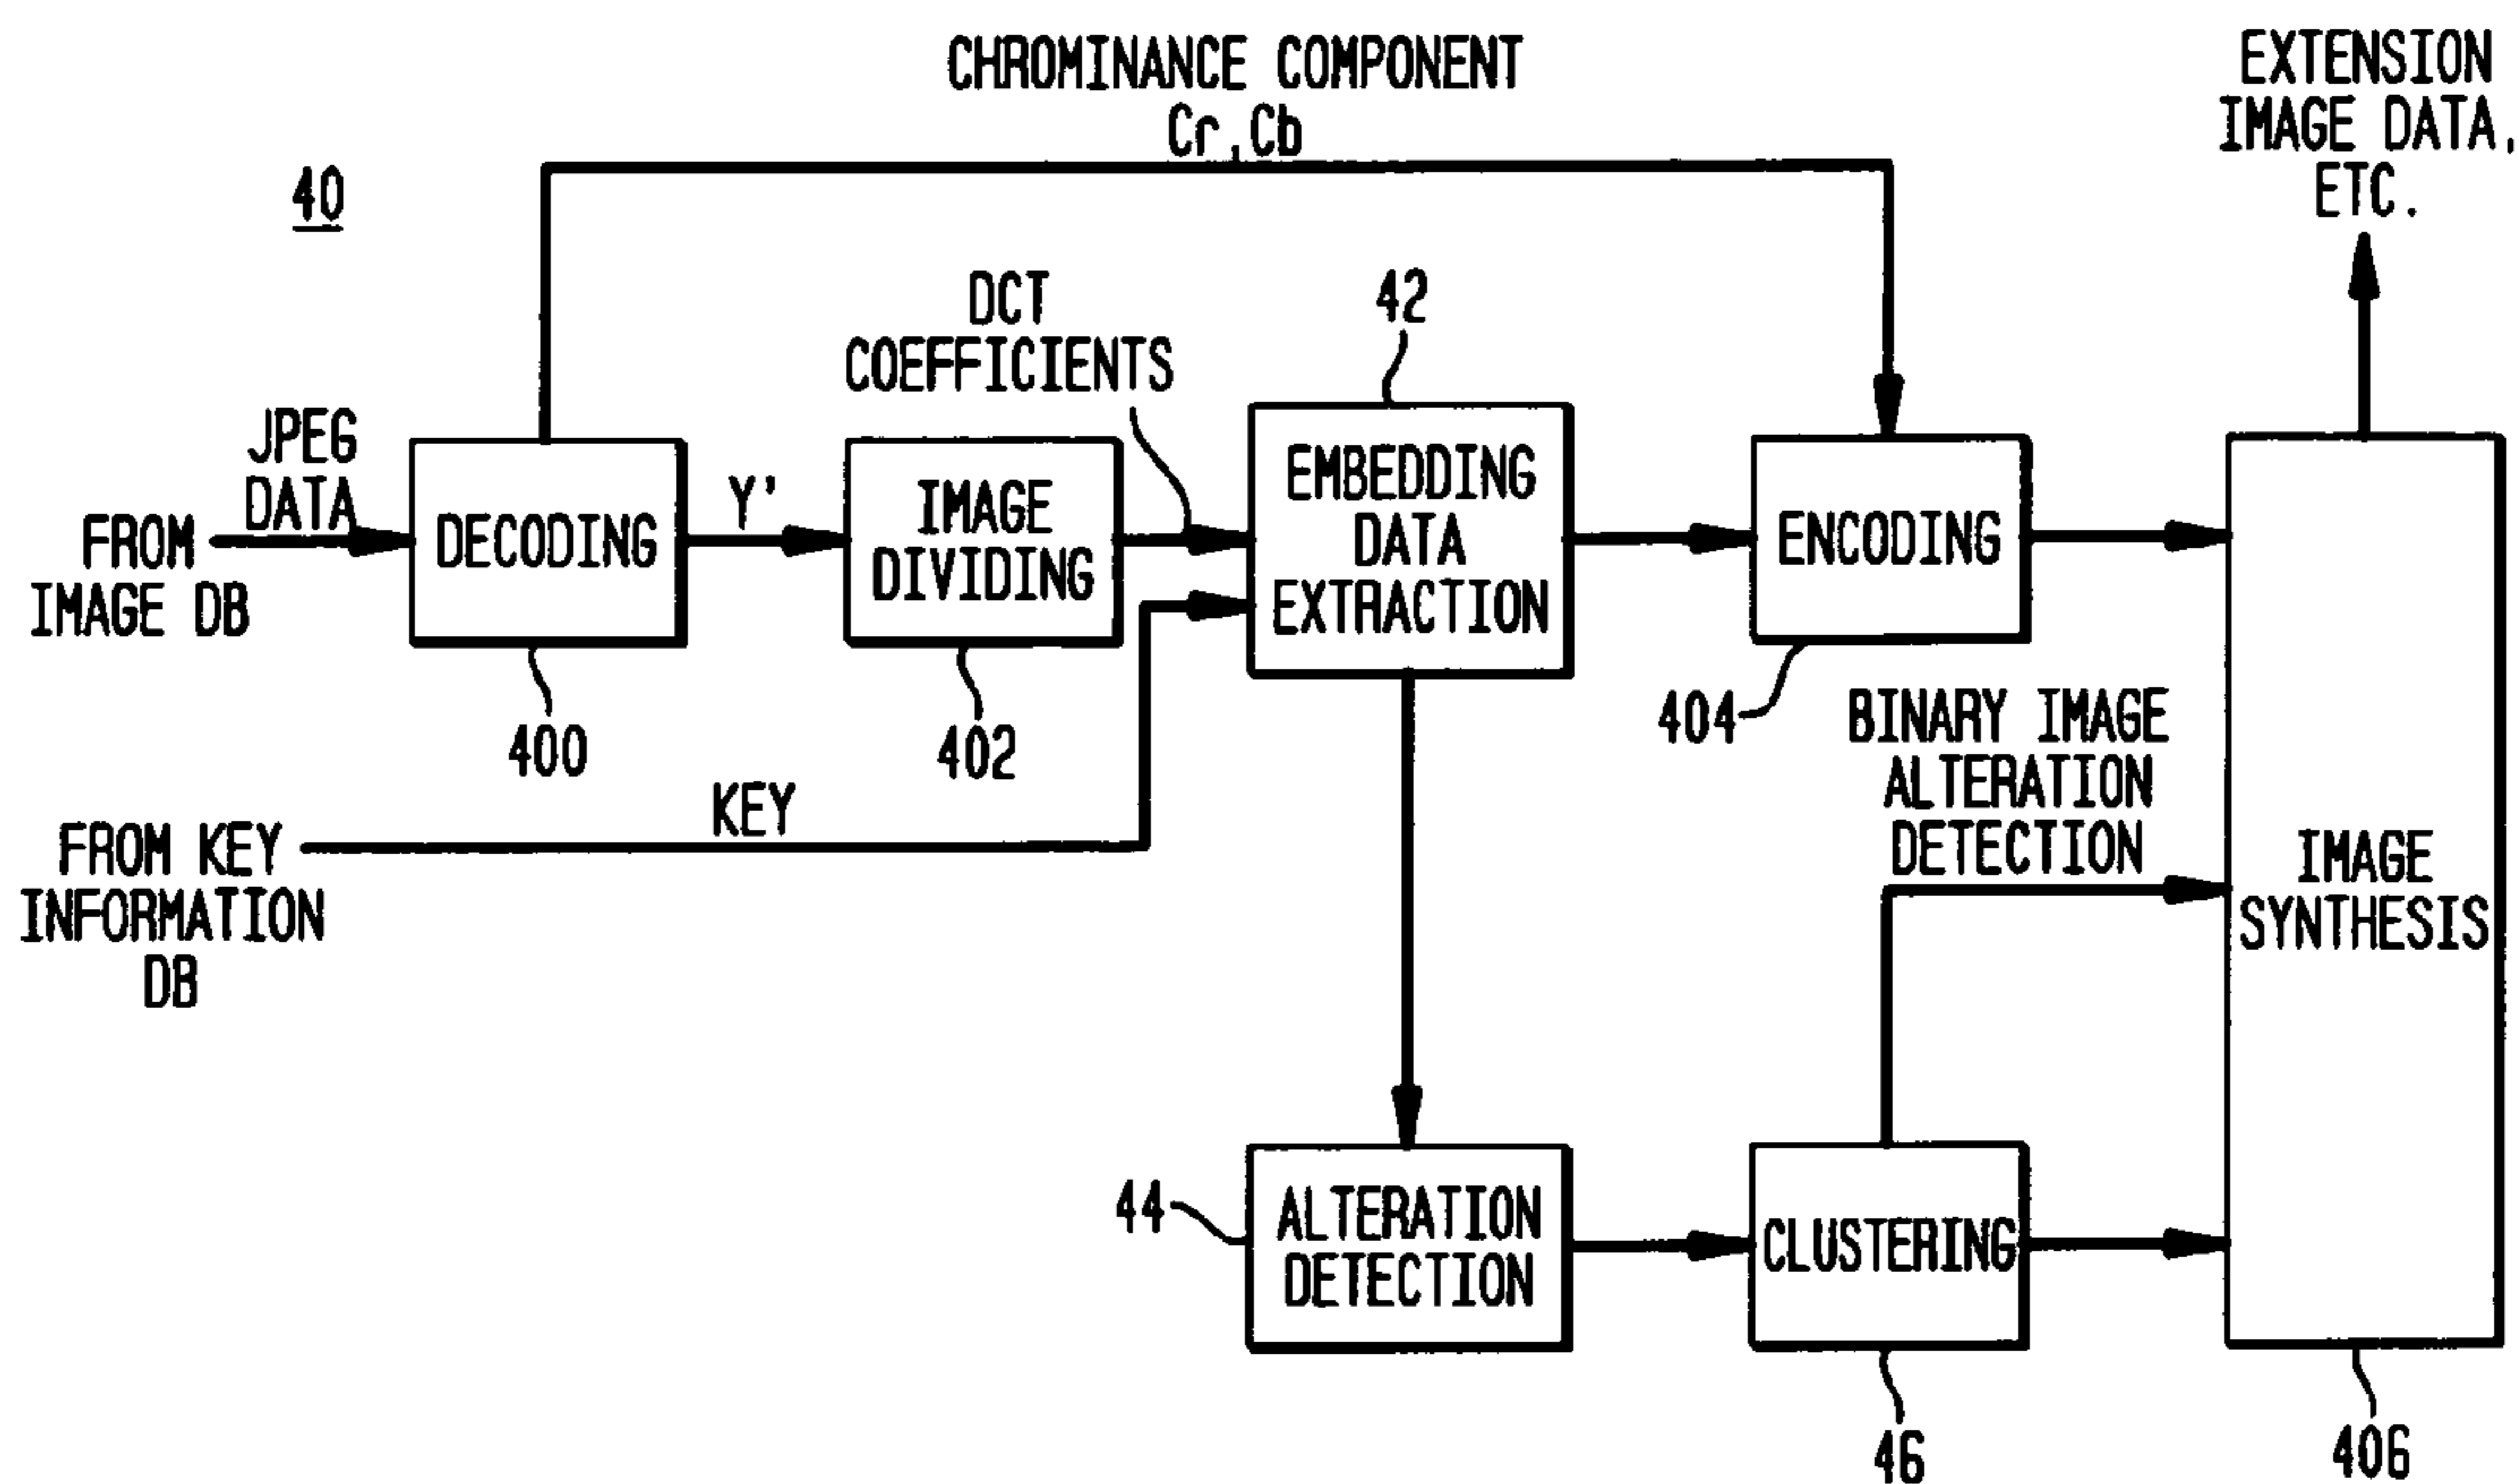 CHROMINANCE COMPONENT
Cr,Cb
EXTENSION
IMAGE DATA,
ETC.
40
DCT
COEFFICIENTS
42
JPEG
DATA
FROM
IMAGE DB
DECODING
Y'
IMAGE
DIVIDING
EMBEDDING
DATA
EXTRACTION
ENCODING
400
402
404
BINARY IMAGE
ALTERATION
DETECTION
KEY
FROM KEY
INFORMATION
DB
IMAGE
SYNTHESIS
44
ALTERATION
DETECTION
CLUSTERING
46
406